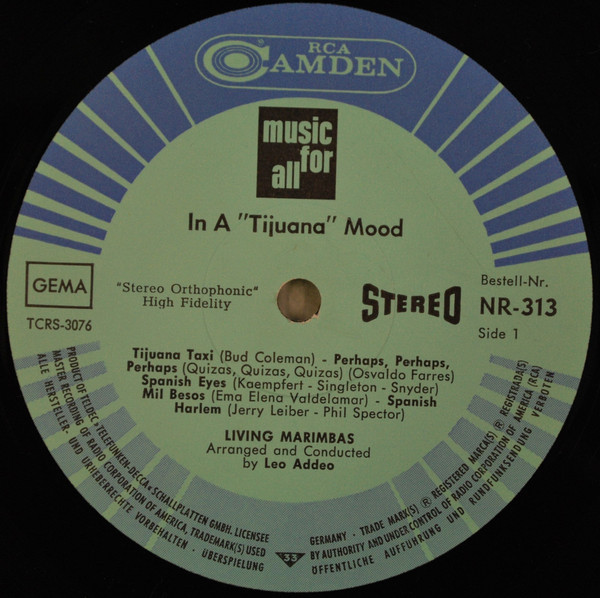 RCA
CAMDEN
music
for
all
In A "Tijuana" Mood
GEMA
TCRS-3076
"Stereo Orthophonic"
High Fidelity
STEREO
Bestell-Nr.
NR-313
Side 1
Tijuana Taxi (Bud Coleman) - Perhaps, Perhaps,
Perhaps (Quizas, Quizas, Quizas) (Osvaldo Farres)
Spanish Eyes (Kaempfert - Singleton - Snyder)
Mil Besos (Ema Elena Valdelamar) - Spanish
Harlem (Jerry Leiber - Phil Spector)
LIVING MARIMBAS
Arranged and Conducted
by Leo Addeo
PRODUCT OF TELDEC »TELEFUNKEN-DECCA« SCHALLPLATTEN GMBH. LICENSEE
MASTER RECORDING OF RADIO CORPORATION OF AMERICA, TRADEMARK(S) USED
ALLE HERSTELLER- UND URHEBERRECHTE VORBEHALTEN · ÜBERSPIELUNG
33
GERMANY · TRADE MARK(S) ® REGISTERED MARCA(S) ® REGISTRADA(S)
BY AUTHORITY AND UNDER CONTROL OF RADIO CORPORATION OF AMERICA (RCA)
ÖFFENTLICHE AUFFÜHRUNG UND RUNDFUNKSENDUNG VERBOTEN